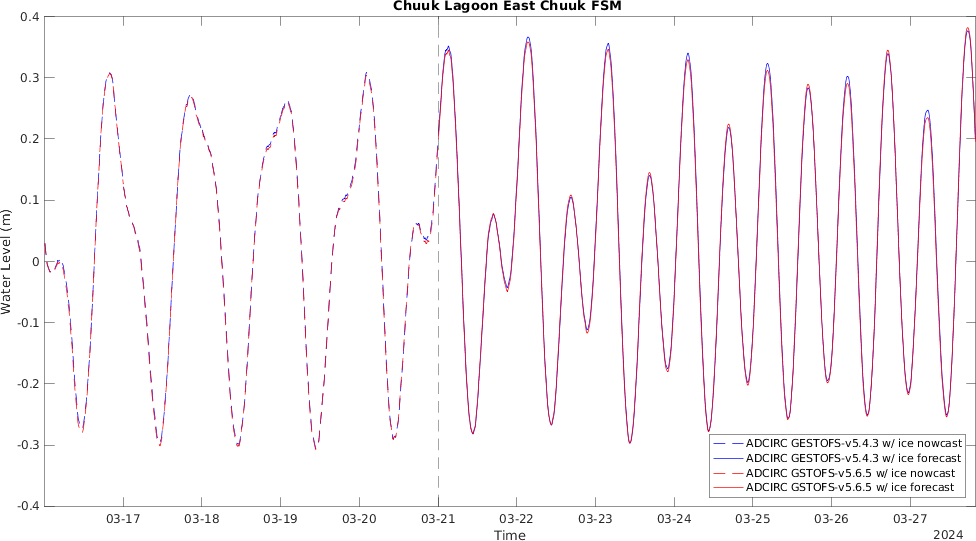 Chuuk Lagoon East Chuuk FSM
0.4
0.3
0.2
0.1
0
-0.1
-0.2
-0.3
-0.4
Water Level (m)
ADCIRC GESTOFS-v5.4.3 w/ ice nowcast
ADCIRC GESTOFS-v5.4.3 w/ ice forecast
ADCIRC GSTOFS-v5.6.5 w/ ice nowcast
ADCIRC GSTOFS-v5.6.5 w/ ice forecast
03-17 03-18 03-19 03-20 03-21 03-22 03-23 03-24 03-25 03-26 03-27
Time
2024